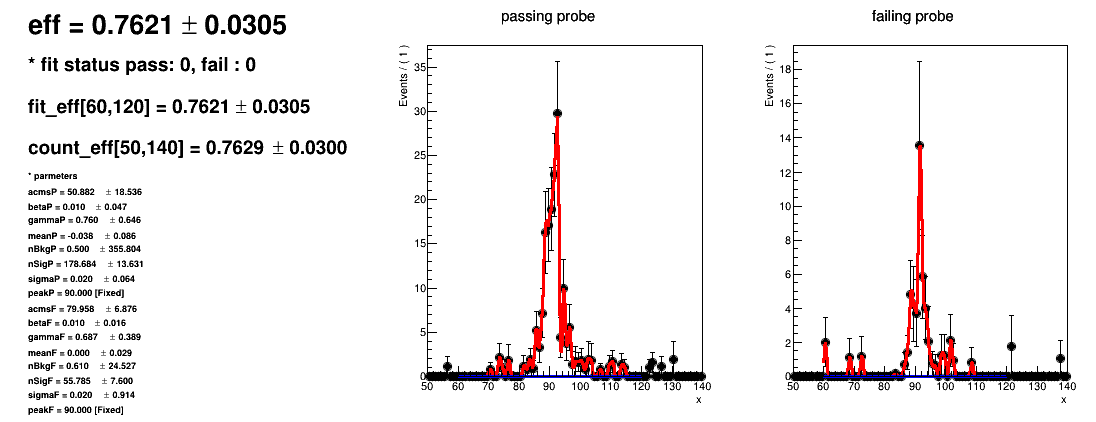 eff = 0.7621 ± 0.0305
* fit status pass: 0, fail : 0
fit_eff[60,120] = 0.7621 ± 0.0305
count_eff[50,140] = 0.7629 ± 0.0300
* parmeters
acmsP = 50.882 ± 18.536
betaP = 0.010 ± 0.047
gammaP = 0.760 ± 0.646
meanP = -0.038 ± 0.086
nBkgP = 0.500 ± 355.804
nSigP = 178.684 ± 13.631
sigmaP = 0.020 ± 0.064
peakP = 90.000 [Fixed]
acmsF = 79.958 ± 6.876
betaF = 0.010 ± 0.016
gammaF = 0.687 ± 0.389
meanF = 0.000 ± 0.029
nBkgF = 0.610 ± 24.527
nSigF = 55.785 ± 7.600
sigmaF = 0.020 ± 0.914
peakF = 90.000 [Fixed]
passing probe
Events / ( 1 )
35
30
25
20
15
10
5
0
50 60 70 80 90 100 110 120 130 140
x
failing probe
Events / ( 1 )
18
16
14
12
10
8
6
4
2
0
50 60 70 80 90 100 110 120 130 140
x